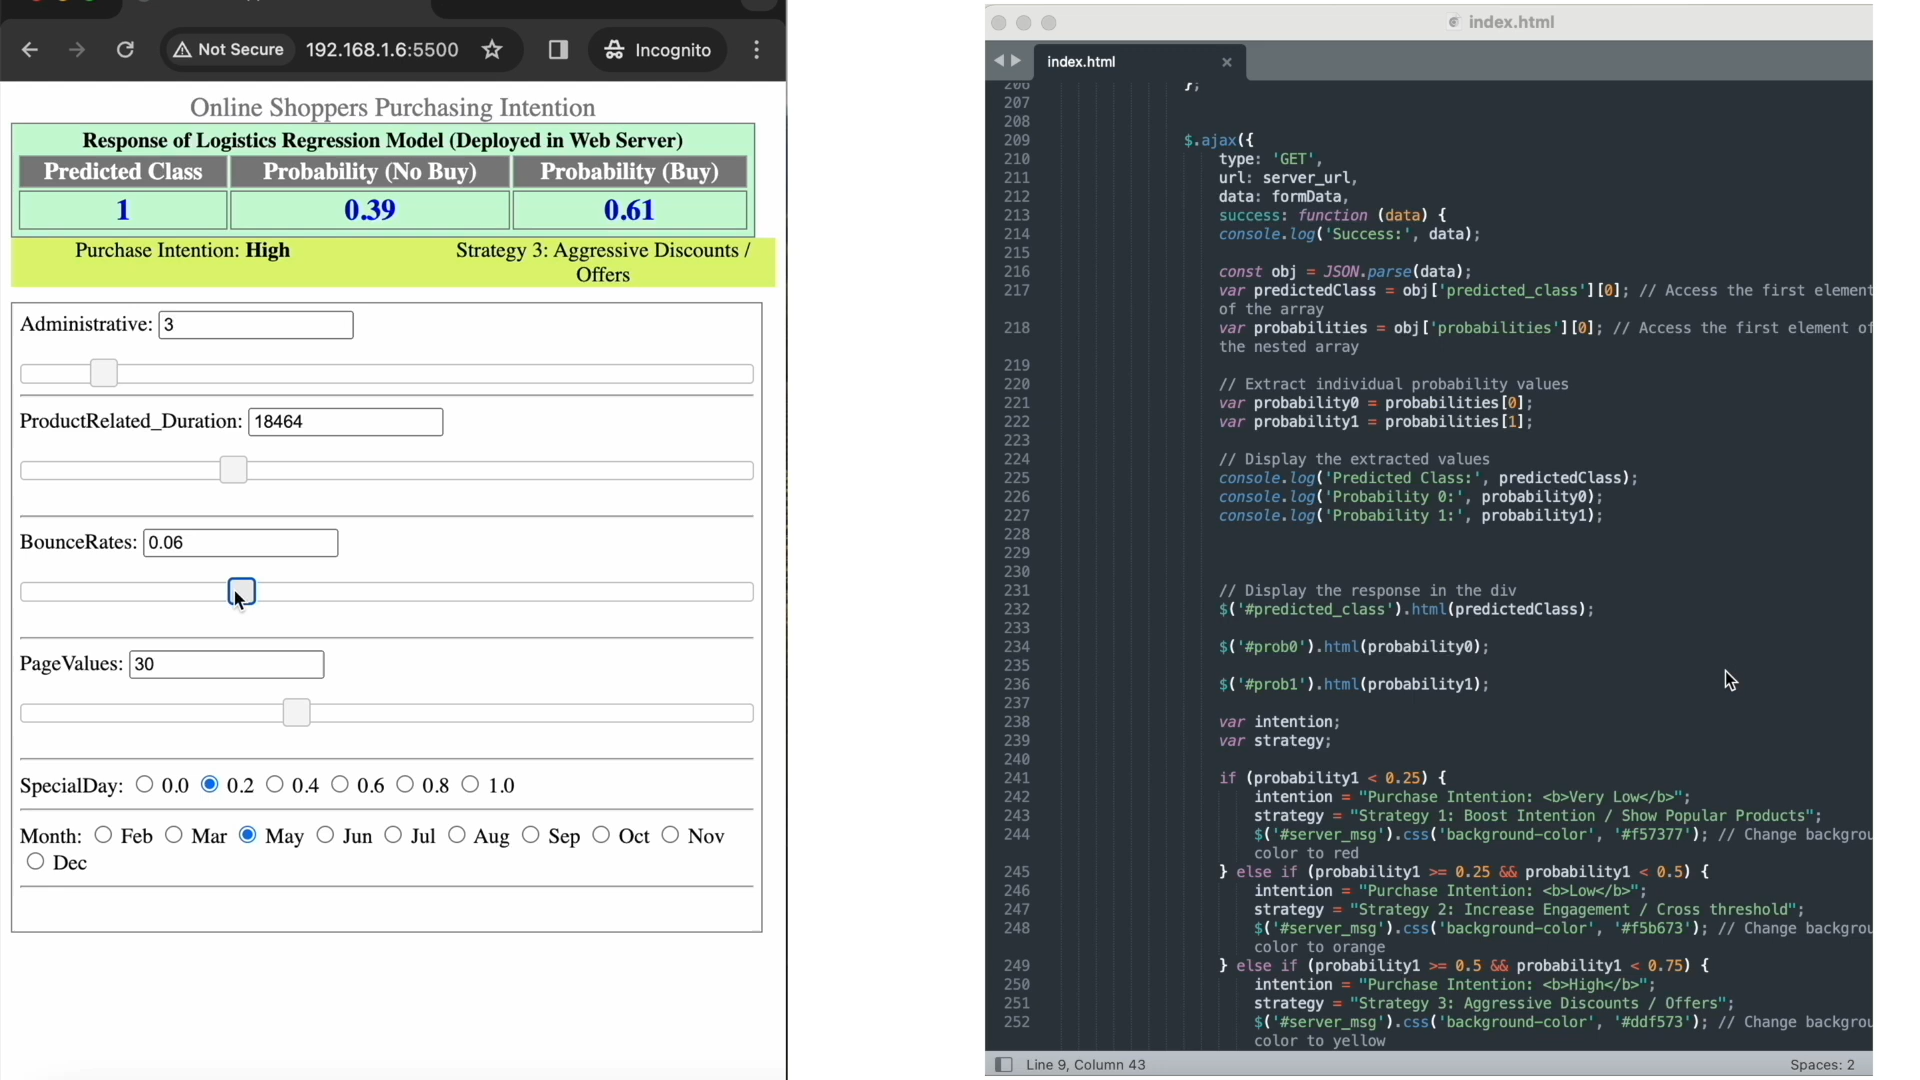 Not Secure 192.168.1.6:5500 Incognito
Online Shoppers Purchasing Intention
Response of Logistics Regression Model (Deployed in Web Server)
Predicted Class Probability (No Buy) Probability (Buy)
1 0.39 0.61
Purchase Intention: High Strategy 3: Aggressive Discounts /
Offers
Administrative: 3
ProductRelated_Duration: 18464
BounceRates: 0.06
PageValues: 30
SpecialDay: 0.0 0.2 0.4 0.6 0.8 1.0
Month: Feb Mar May Jun Jul Aug Sep Oct Nov
Dec
index.html
index.html ×
206 };
207
208
209 $.ajax({
210 type: 'GET',
211 url: server_url,
212 data: formData,
213 success: function (data) {
214 console.log('Success:', data);
215
216 const obj = JSON.parse(data);
217 var predictedClass = obj['predicted_class'][0]; // Access the first element
of the array
218 var probabilities = obj['probabilities'][0]; // Access the first element of
the nested array
219
220 // Extract individual probability values
221 var probability0 = probabilities[0];
222 var probability1 = probabilities[1];
223
224 // Display the extracted values
225 console.log('Predicted Class:', predictedClass);
226 console.log('Probability 0:', probability0);
227 console.log('Probability 1:', probability1);
228
229
230
231 // Display the response in the div
232 $('#predicted_class').html(predictedClass);
233
234 $('#prob0').html(probability0);
235
236 $('#prob1').html(probability1);
237
238 var intention;
239 var strategy;
240
241 if (probability1 < 0.25) {
242 intention = "Purchase Intention: <b>Very Low</b>";
243 strategy = "Strategy 1: Boost Intention / Show Popular Products";
244 $('#server_msg').css('background-color', '#f57377'); // Change backgrou
color to red
245 } else if (probability1 >= 0.25 && probability1 < 0.5) {
246 intention = "Purchase Intention: <b>Low</b>";
247 strategy = "Strategy 2: Increase Engagement / Cross threshold";
248 $('#server_msg').css('background-color', '#f5b673'); // Change backgrou
color to orange
249 } else if (probability1 >= 0.5 && probability1 < 0.75) {
250 intention = "Purchase Intention: <b>High</b>";
251 strategy = "Strategy 3: Aggressive Discounts / Offers";
252 $('#server_msg').css('background-color', '#ddf573'); // Change backgrou
color to yellow
Line 9, Column 43 Spaces: 2